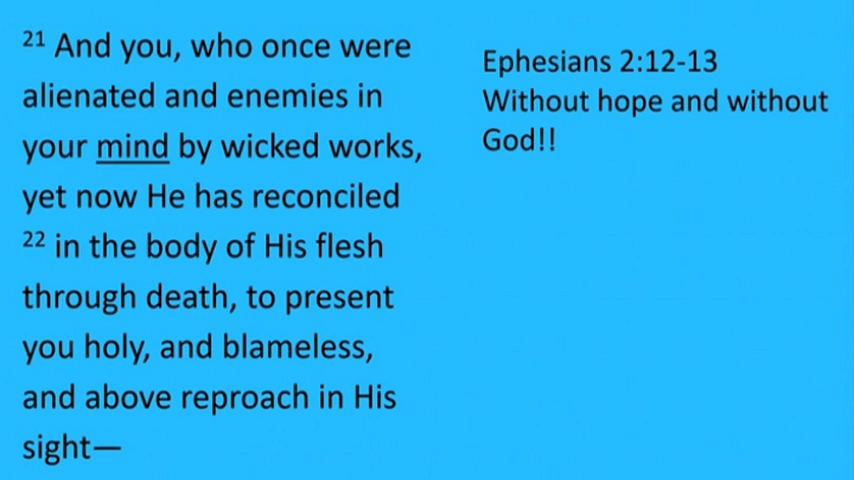 21 And you, who once were
alienated and enemies in
your mind by wicked works,
yet now He has reconciled
22 in the body of His flesh
through death, to present
you holy, and blameless,
and above reproach in His
sight—
Ephesians 2:12-13
Without hope and without
God!!